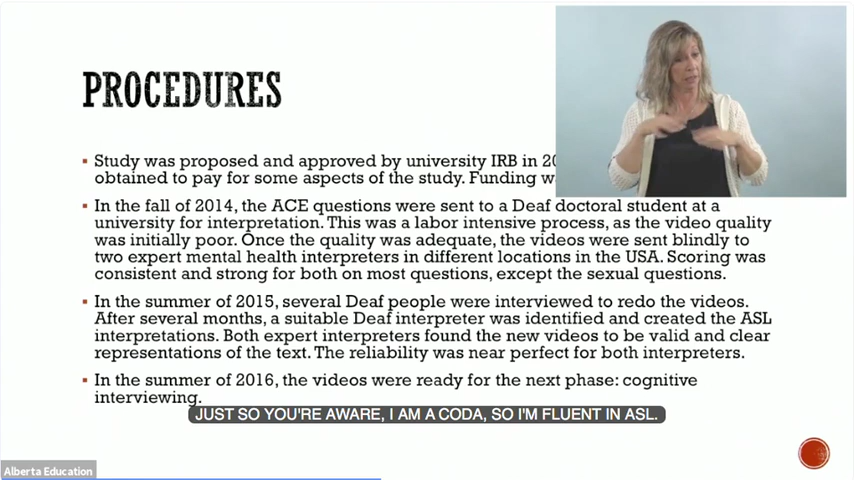 PROCEDURES
Study was proposed and approved by university IRB in
obtained to pay for some aspects of the study. Funding
In the fall of 2014, the ACE questions were sent to a Deaf doctoral student at a
university for interpretation. This was a labor intensive process, as the video quality
was initially poor. Once the quality was adequate, the videos were sent blindly to
two expert mental health interpreters in different locations in the USA. Scoring was
consistent and strong for both on most questions, except the sexual questions.
In the summer of 2015, several Deaf people were interviewed to redo the videos.
After several months, a suitable Deaf interpreter was identified and created the ASL
interpretations. Both expert interpreters found the new videos to be valid and clear
representations of the text. The reliability was near perfect for both interpreters.
In the summer of 2016, the videos were ready for the next phase: cognitive
interviewing.
JUST SO YOU'RE AWARE, I AM A CODA, SO I'M FLUENT IN ASL.
Alberta Education